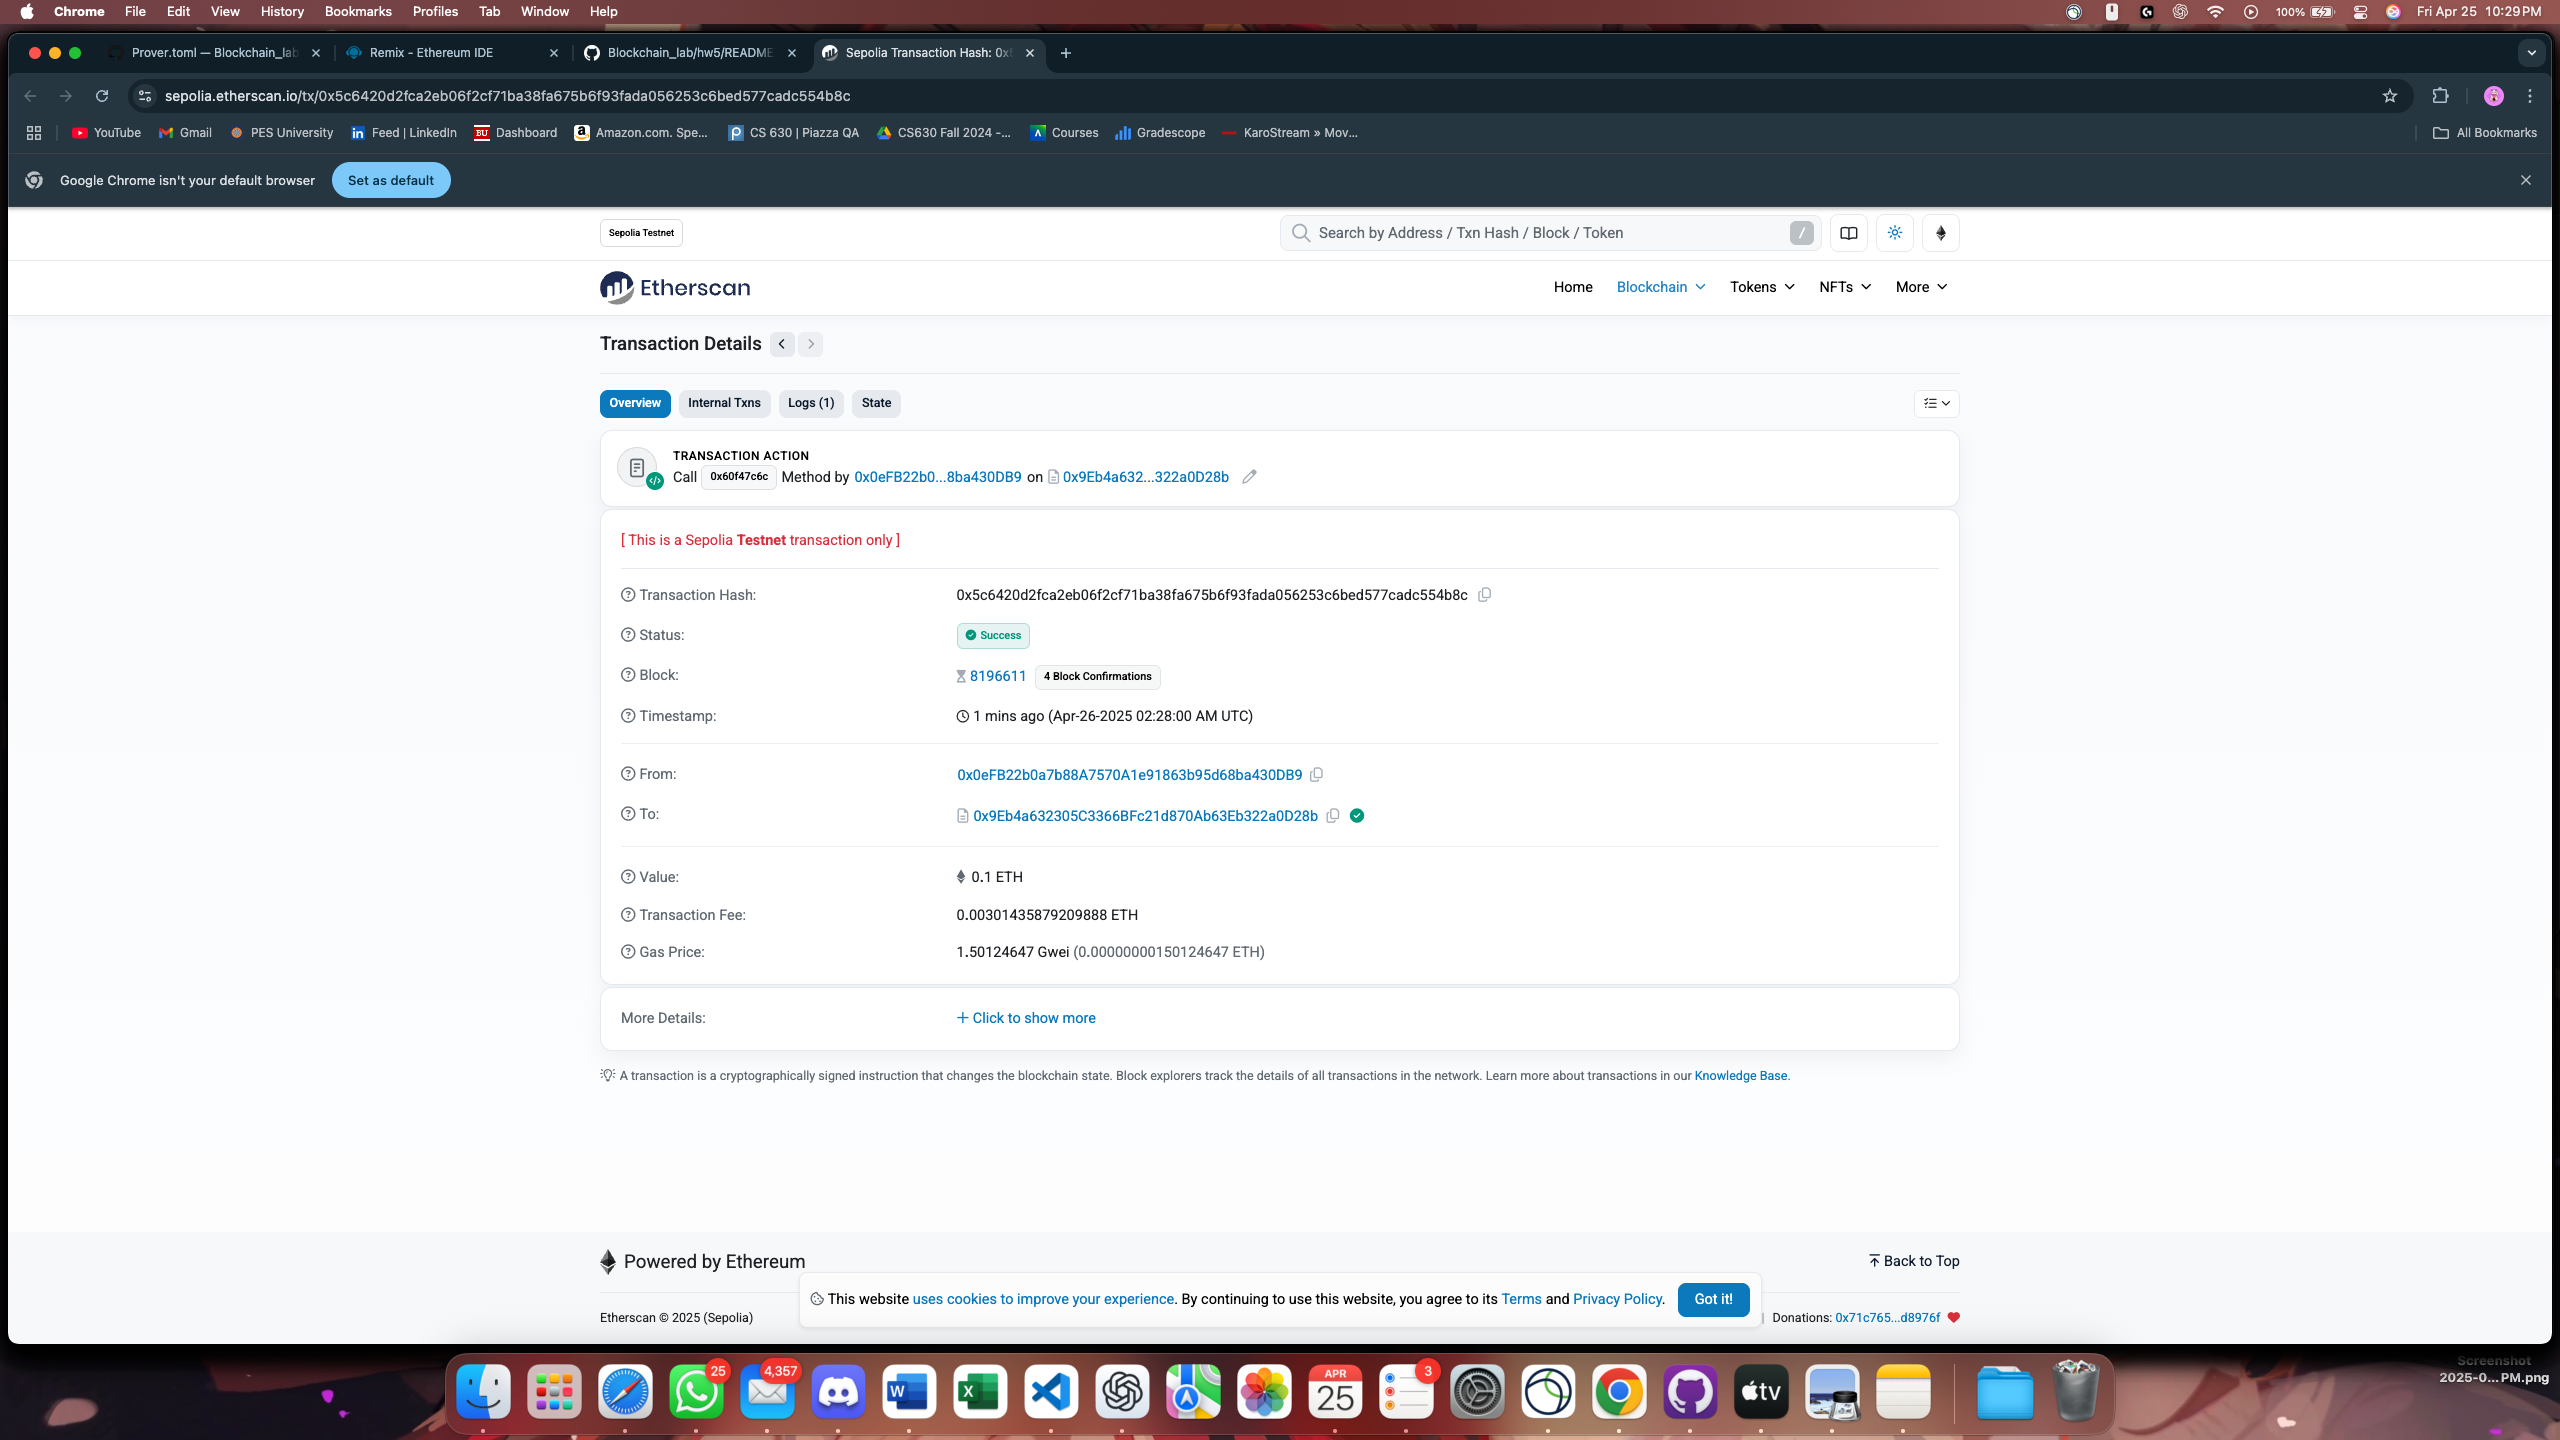 Chrome File Edit View History Bookmarks Profiles Tab Window Help 100% Fri Apr 25 10:29 PM
Prover.toml — Blockchain_lab Remix - Ethereum IDE Blockchain_lab/hw5/README Sepolia Transaction Hash: 0x5
sepolia.etherscan.io/tx/0x5c6420d2fca2eb06f2cf71ba38fa675b6f93fada056253c6bed577cadc554b8c
YouTube Gmail PES University Feed | LinkedIn Dashboard Amazon.com. Spe... CS 630 | Piazza QA CS630 Fall 2024 -... Courses Gradescope KaroStream » Mov... All Bookmarks
Google Chrome isn't your default browser Set as default
Sepolia Testnet Search by Address / Txn Hash / Block / Token /
Etherscan Home Blockchain Tokens NFTs More
Transaction Details
Overview Internal Txns Logs (1) State
TRANSACTION ACTION
Call 0x60f47c6c Method by 0x0eFB22b0...8ba430DB9 on 0x9Eb4a632...322a0D28b
[ This is a Sepolia Testnet transaction only ]
Transaction Hash: 0x5c6420d2fca2eb06f2cf71ba38fa675b6f93fada056253c6bed577cadc554b8c
Status: Success
Block: 8196611 4 Block Confirmations
Timestamp: 1 mins ago (Apr-26-2025 02:28:00 AM UTC)
From: 0x0eFB22b0a7b88A7570A1e91863b95d68ba430DB9
To: 0x9Eb4a632305C3366BFc21d870Ab63Eb322a0D28b
Value: 0.1 ETH
Transaction Fee: 0.00301435879209888 ETH
Gas Price: 1.50124647 Gwei (0.00000000150124647 ETH)
More Details: + Click to show more
A transaction is a cryptographically signed instruction that changes the blockchain state. Block explorers track the details of all transactions in the network. Learn more about transactions in our Knowledge Base.
Powered by Ethereum Back to Top
This website uses cookies to improve your experience. By continuing to use this website, you agree to its Terms and Privacy Policy. Got it!
Etherscan © 2025 (Sepolia) | Donations: 0x71c765...d8976f
Screenshot
2025-0...PM.png
25 4,357 W X APR 25 3 tv